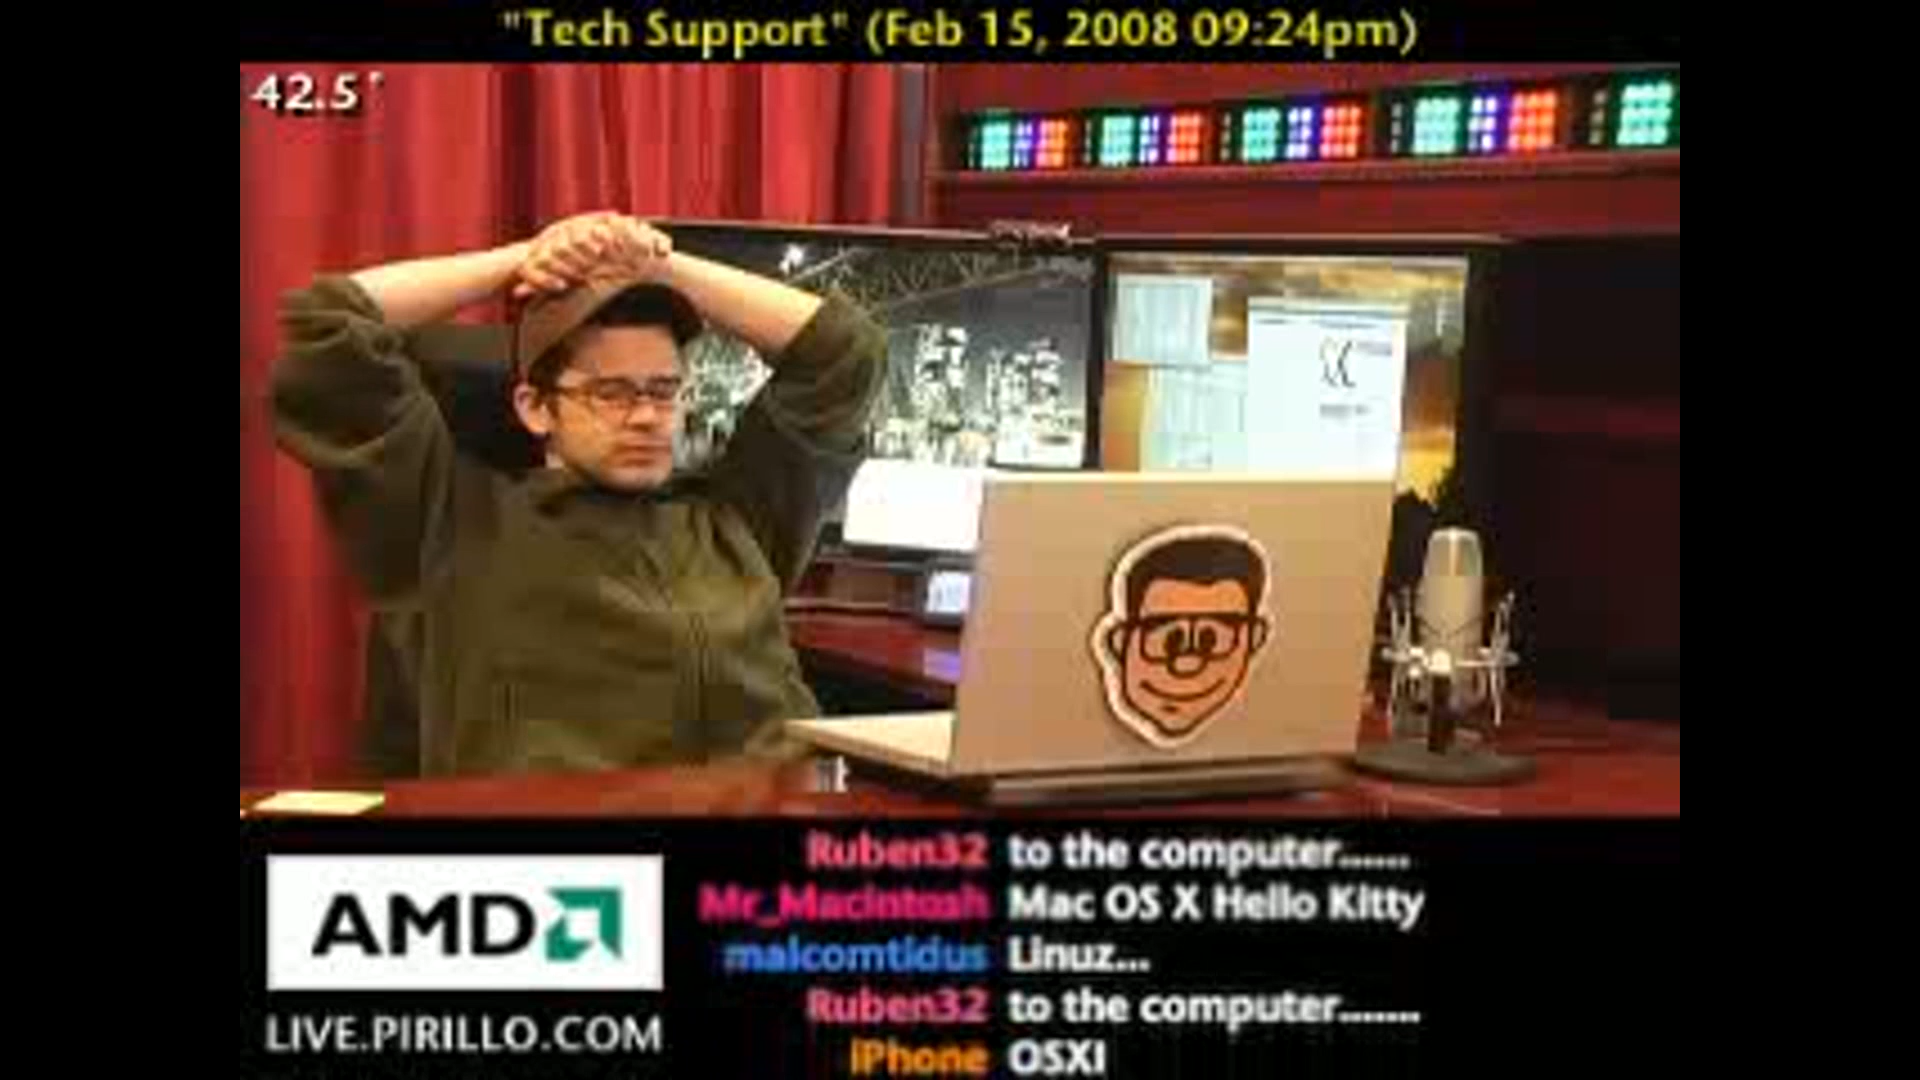 "Tech Support" (Feb 15, 2008 09:24pm)
42.5°
Ruben32 to the computer......
Mr_Macintosh Mac OS X Hello Kitty
malcomtidus Linuz...
Ruben32 to the computer.......
iPhone OSXI
AMD
LIVE.PIRILLO.COM